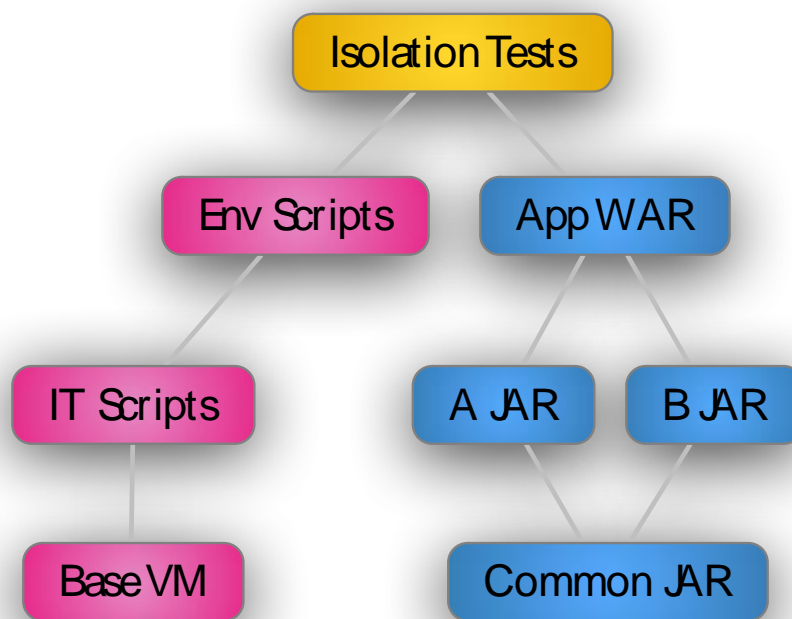 Isolation Tests
Env Scripts
App WAR
IT Scripts
A JAR
B JAR
Base VM
Common JAR